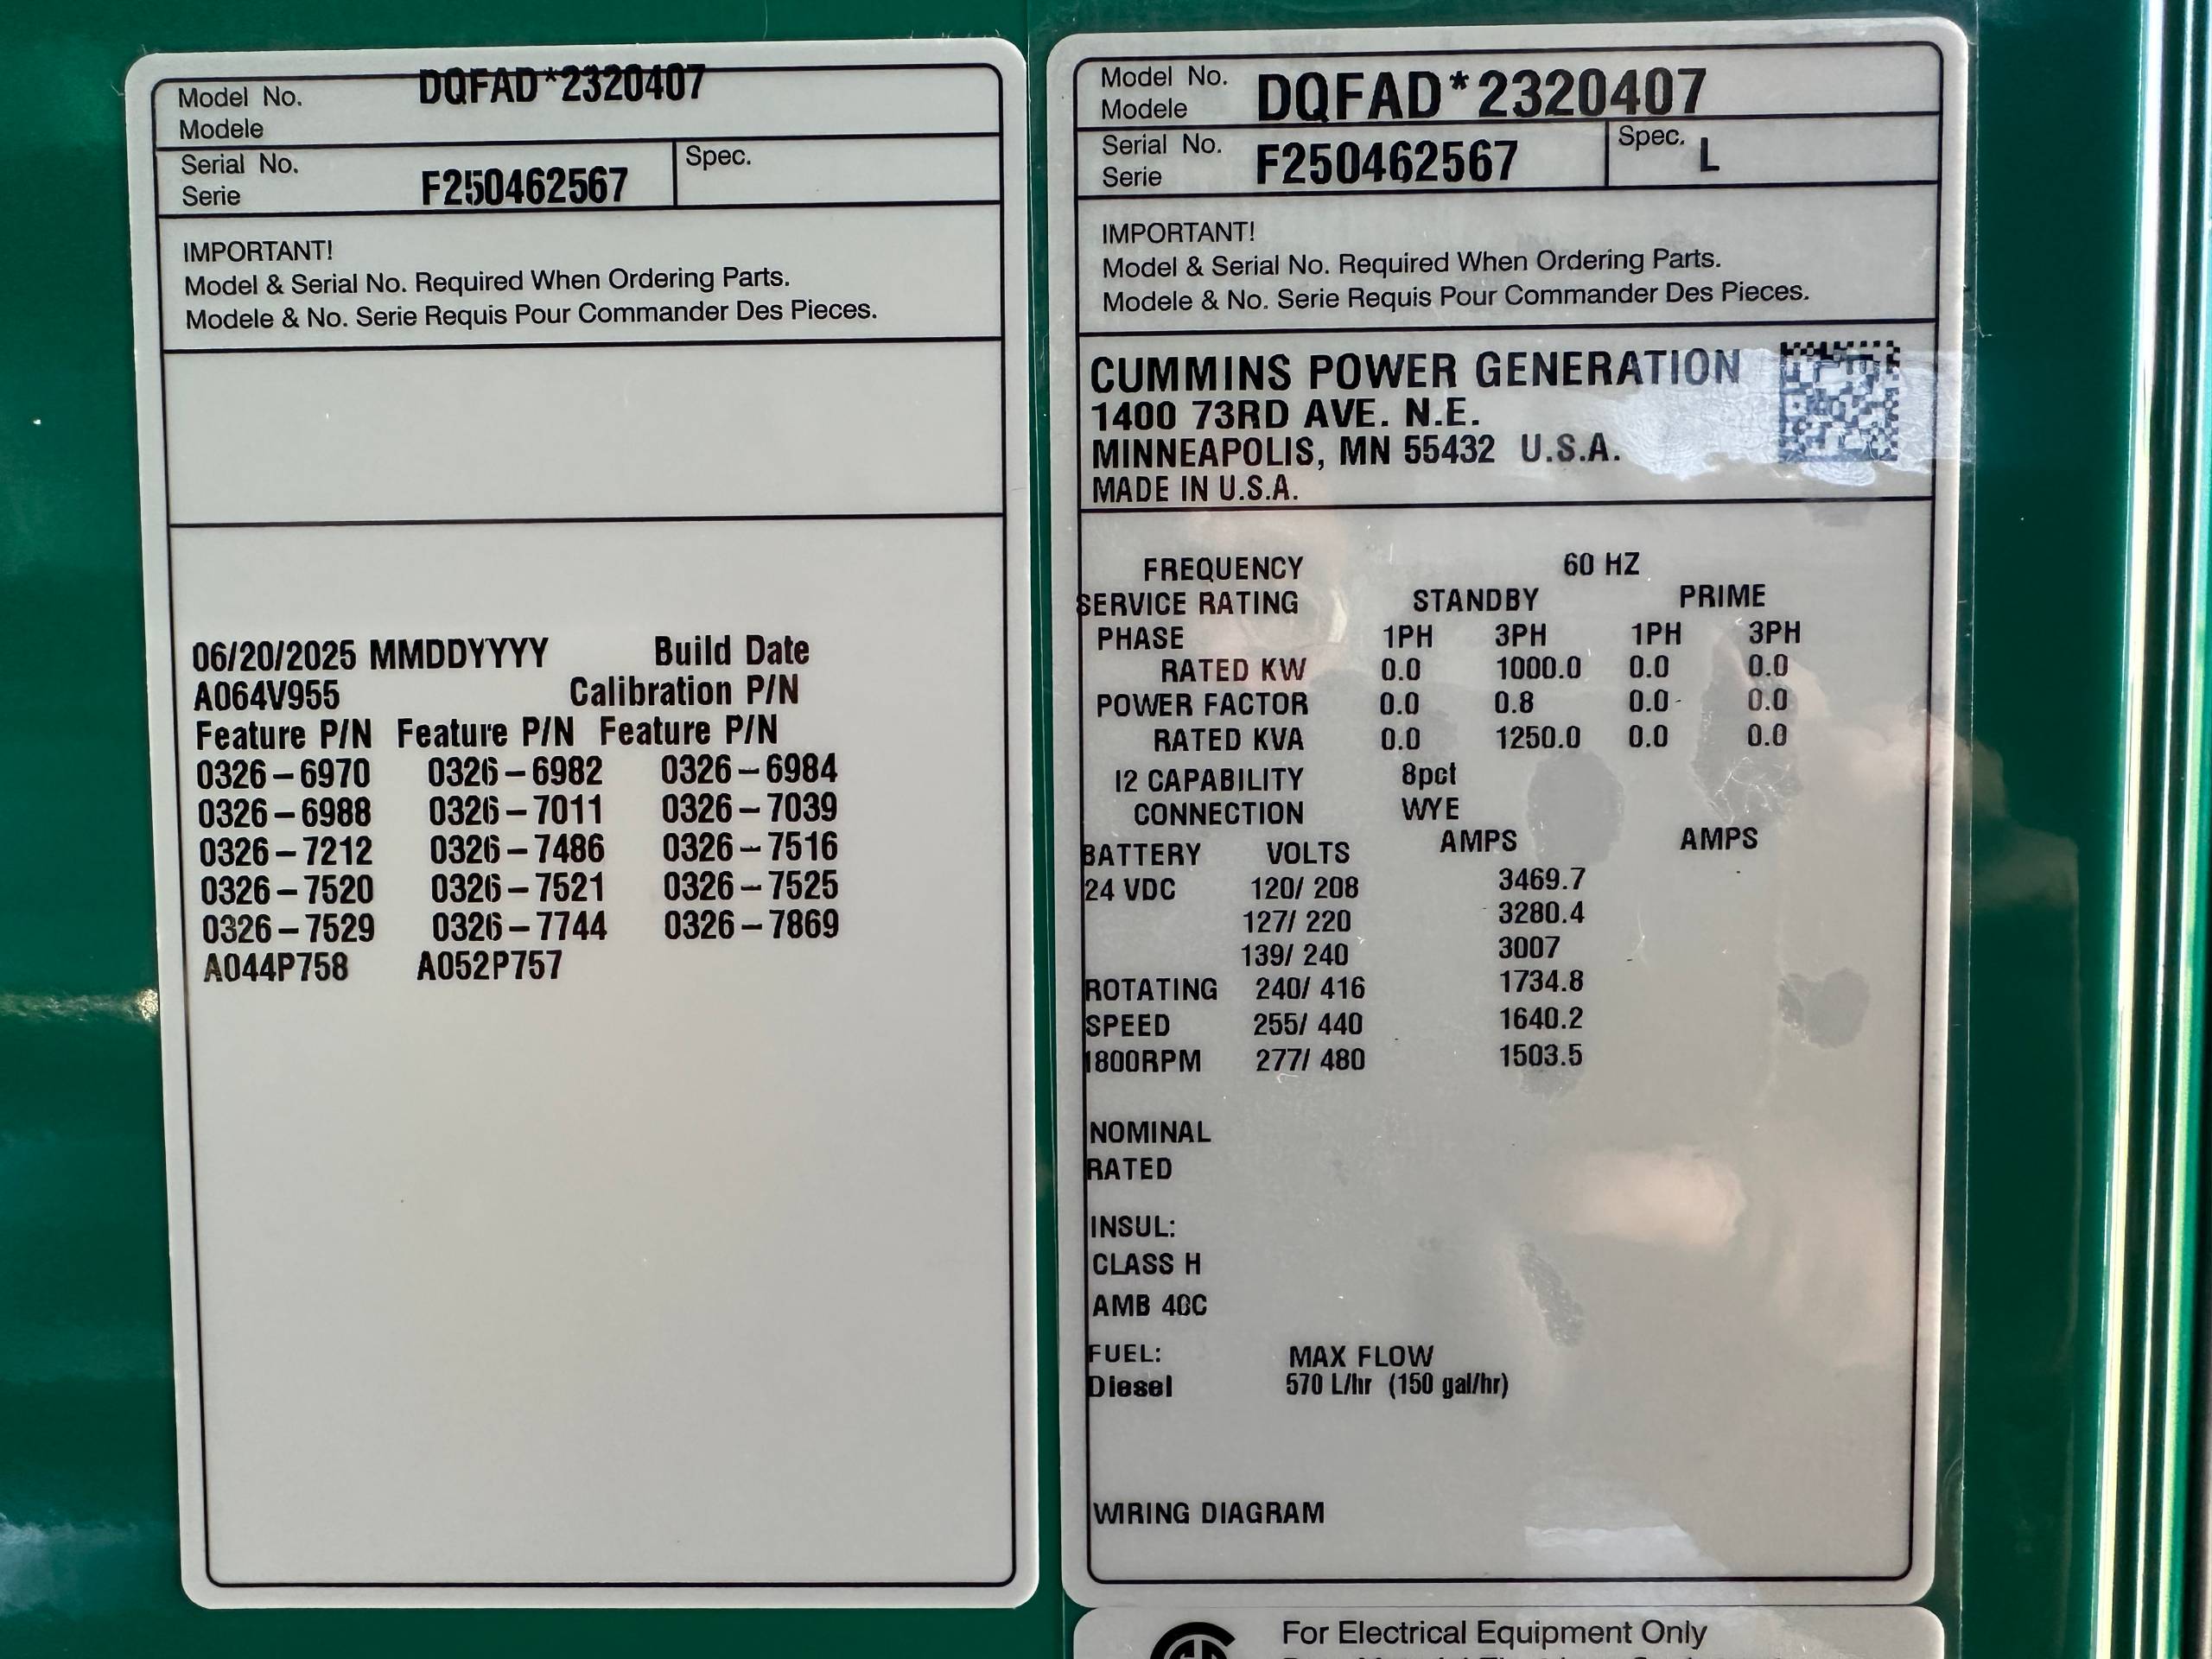 Model No.
Modele
DQFAD*2320407
Serial No.
Serie
F250462567
Spec.
IMPORTANT!
Model & Serial No. Required When Ordering Parts.
Modele & No. Serie Requis Pour Commander Des Pieces.
06/20/2025 MMDDYYYY Build Date
A064V955 Calibration P/N
Feature P/N Feature P/N Feature P/N
0326-6970 0326-6982 0326-6984
0326-6988 0326-7011 0326-7039
0326-7212 0326-7486 0326-7516
0326-7520 0326-7521 0326-7525
0326-7529 0326-7744 0326-7869
A044P758 A052P757
Model No.
Modele
DQFAD*2320407
Serial No.
Serie
F250462567
Spec. L
IMPORTANT!
Model & Serial No. Required When Ordering Parts.
Modele & No. Serie Requis Pour Commander Des Pieces.
CUMMINS POWER GENERATION
1400 73RD AVE. N.E.
MINNEAPOLIS, MN 55432 U.S.A.
MADE IN U.S.A.
FREQUENCY 60 HZ
SERVICE RATING STANDBY PRIME
PHASE 1PH 3PH 1PH 3PH
RATED KW 0.0 1000.0 0.0 0.0
POWER FACTOR 0.0 0.8 0.0 0.0
RATED KVA 0.0 1250.0 0.0 0.0
I2 CAPABILITY 8pct
CONNECTION WYE
BATTERY VOLTS AMPS AMPS
24 VDC 120/ 208 3469.7
127/ 220 3280.4
139/ 240 3007
ROTATING 240/ 416 1734.8
SPEED 255/ 440 1640.2
1800RPM 277/ 480 1503.5
NOMINAL
RATED
INSUL:
CLASS H
AMB 40C
FUEL: MAX FLOW
Diesel 570 L/hr (150 gal/hr)
WIRING DIAGRAM
For Electrical Equipment Only